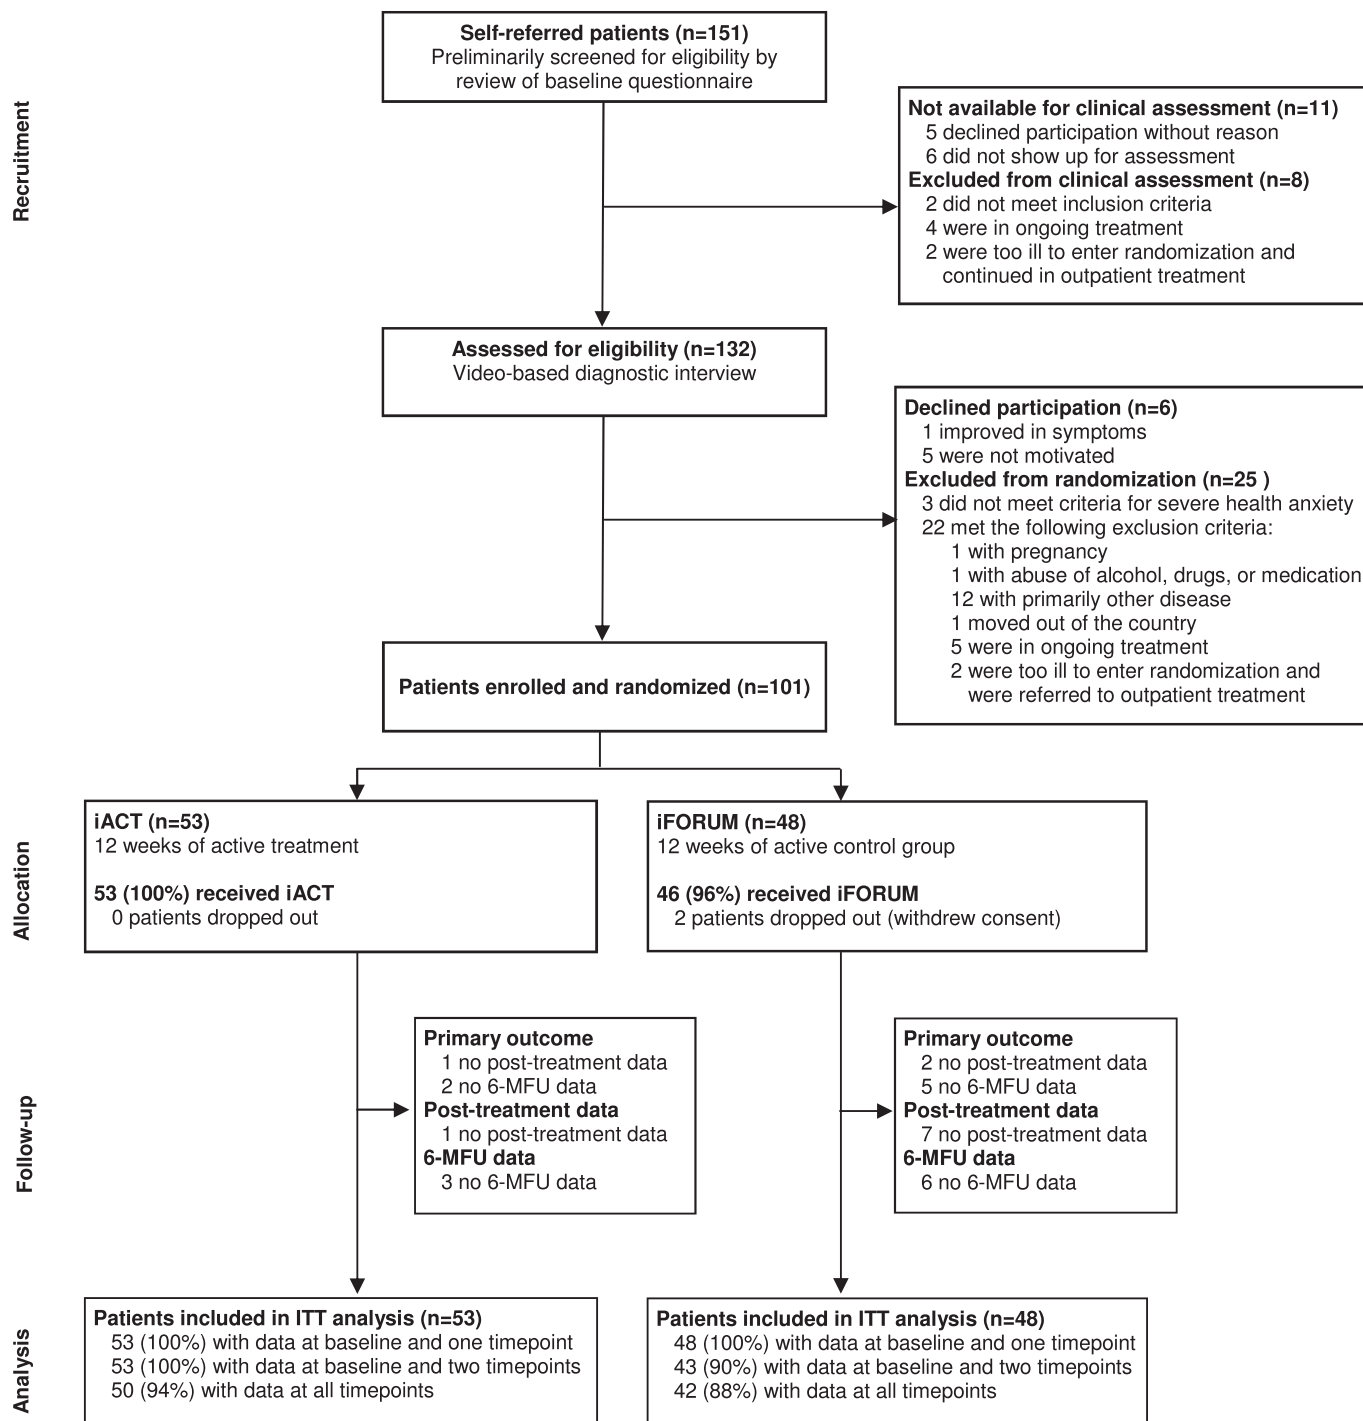 Recruitment
Self-referred patients (n=151)
Preliminarily screened for eligibility by
review of baseline questionnaire
Not available for clinical assessment (n=11)
5 declined participation without reason
6 did not show up for assessment
Excluded from clinical assessment (n=8)
2 did not meet inclusion criteria
4 were in ongoing treatment
2 were too ill to enter randomization and
continued in outpatient treatment
Assessed for eligibility (n=132)
Video-based diagnostic interview
Declined participation (n=6)
1 improved in symptoms
5 were not motivated
Excluded from randomization (n=25 )
3 did not meet criteria for severe health anxiety
22 met the following exclusion criteria:
1 with pregnancy
1 with abuse of alcohol, drugs, or medication
12 with primarily other disease
1 moved out of the country
5 were in ongoing treatment
2 were too ill to enter randomization and
were referred to outpatient treatment
Patients enrolled and randomized (n=101)
Allocation
iACT (n=53)
12 weeks of active treatment
53 (100%) received iACT
0 patients dropped out
iFORUM (n=48)
12 weeks of active control group
46 (96%) received iFORUM
2 patients dropped out (withdrew consent)
Follow-up
Primary outcome
1 no post-treatment data
2 no 6-MFU data
Post-treatment data
1 no post-treatment data
6-MFU data
3 no 6-MFU data
Primary outcome
2 no post-treatment data
5 no 6-MFU data
Post-treatment data
7 no post-treatment data
6-MFU data
6 no 6-MFU data
Analysis
Patients included in ITT analysis (n=53)
53 (100%) with data at baseline and one timepoint
53 (100%) with data at baseline and two timepoints
50 (94%) with data at all timepoints
Patients included in ITT analysis (n=48)
48 (100%) with data at baseline and one timepoint
43 (90%) with data at baseline and two timepoints
42 (88%) with data at all timepoints